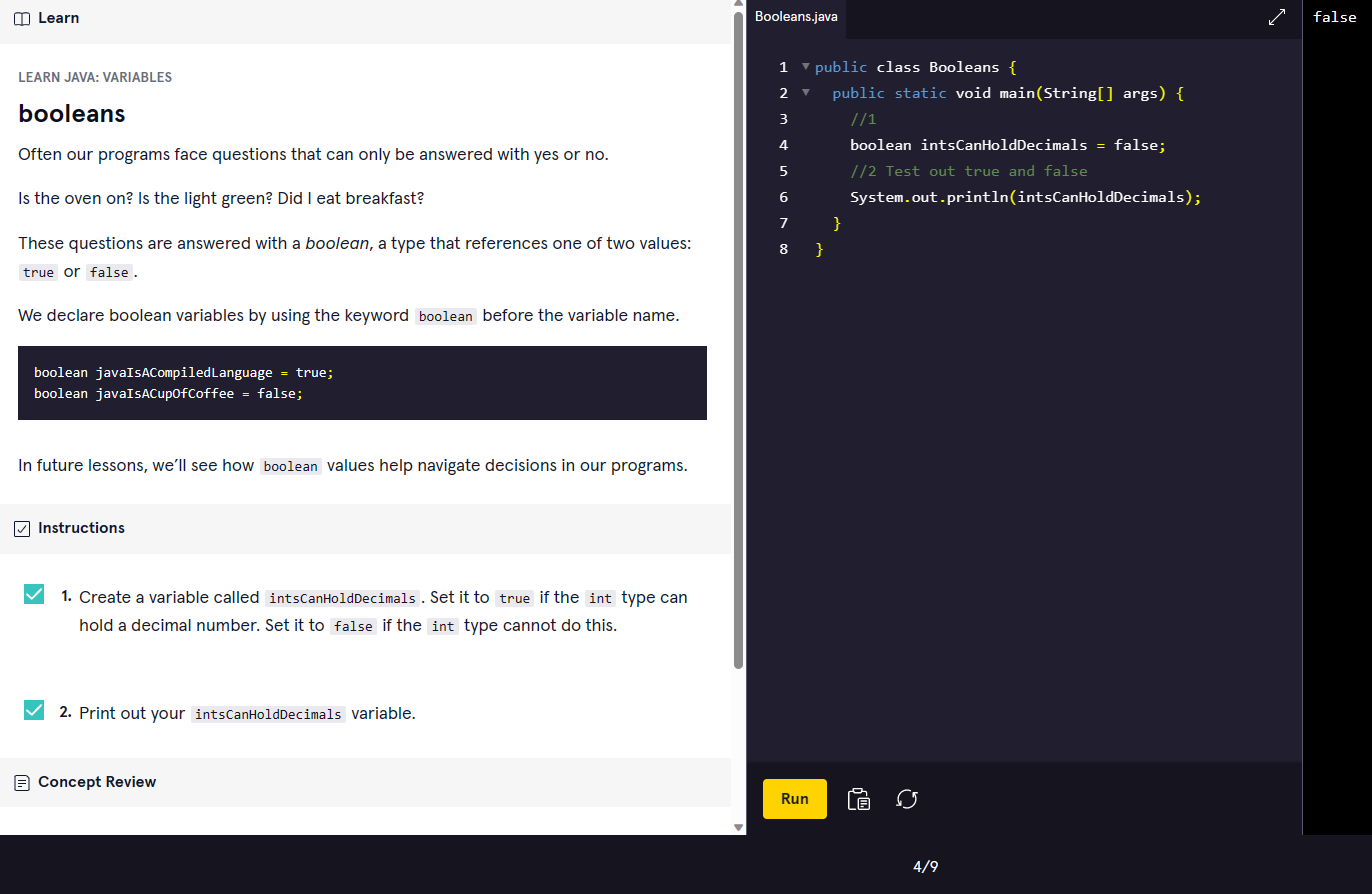 Learn
LEARN JAVA: VARIABLES
booleans
Often our programs face questions that can only be answered with yes or no.
Is the oven on? Is the light green? Did I eat breakfast?
These questions are answered with a boolean, a type that references one of two values:
true or false.
We declare boolean variables by using the keyword boolean before the variable name.
boolean javaIsACompiledLanguage = true;
boolean javaIsACupOfCoffee = false;
In future lessons, we’ll see how boolean values help navigate decisions in our programs.
Instructions
1. Create a variable called intsCanHoldDecimals. Set it to true if the int type can
hold a decimal number. Set it to false if the int type cannot do this.
2. Print out your intsCanHoldDecimals variable.
Concept Review
Booleans.java
1 public class Booleans {
2 public static void main(String[] args) {
3 //1
4 boolean intsCanHoldDecimals = false;
5 //2 Test out true and false
6 System.out.println(intsCanHoldDecimals);
7 }
8 }
Run
false
4/9